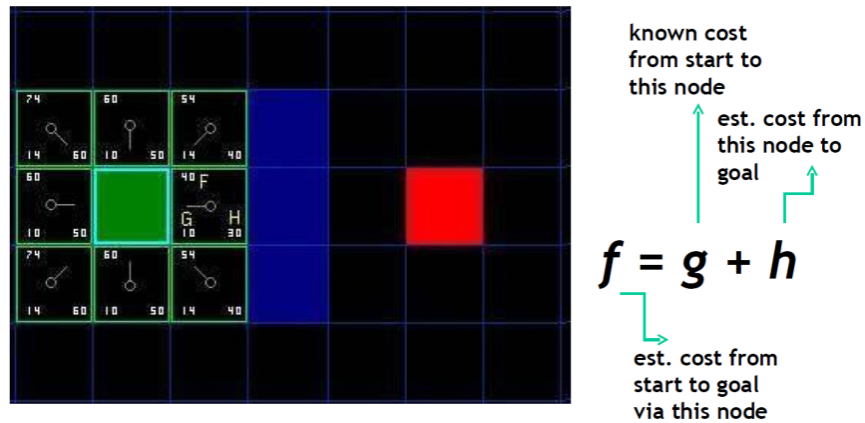 74 60 54
14 60 10 50 14 40
60 40 F
G H
10 50 10 30
74 60 54
14 60 10 50 14 40
known cost
from start to
this node
est. cost from
this node to
goal
f = g + h
est. cost from
start to goal
via this node